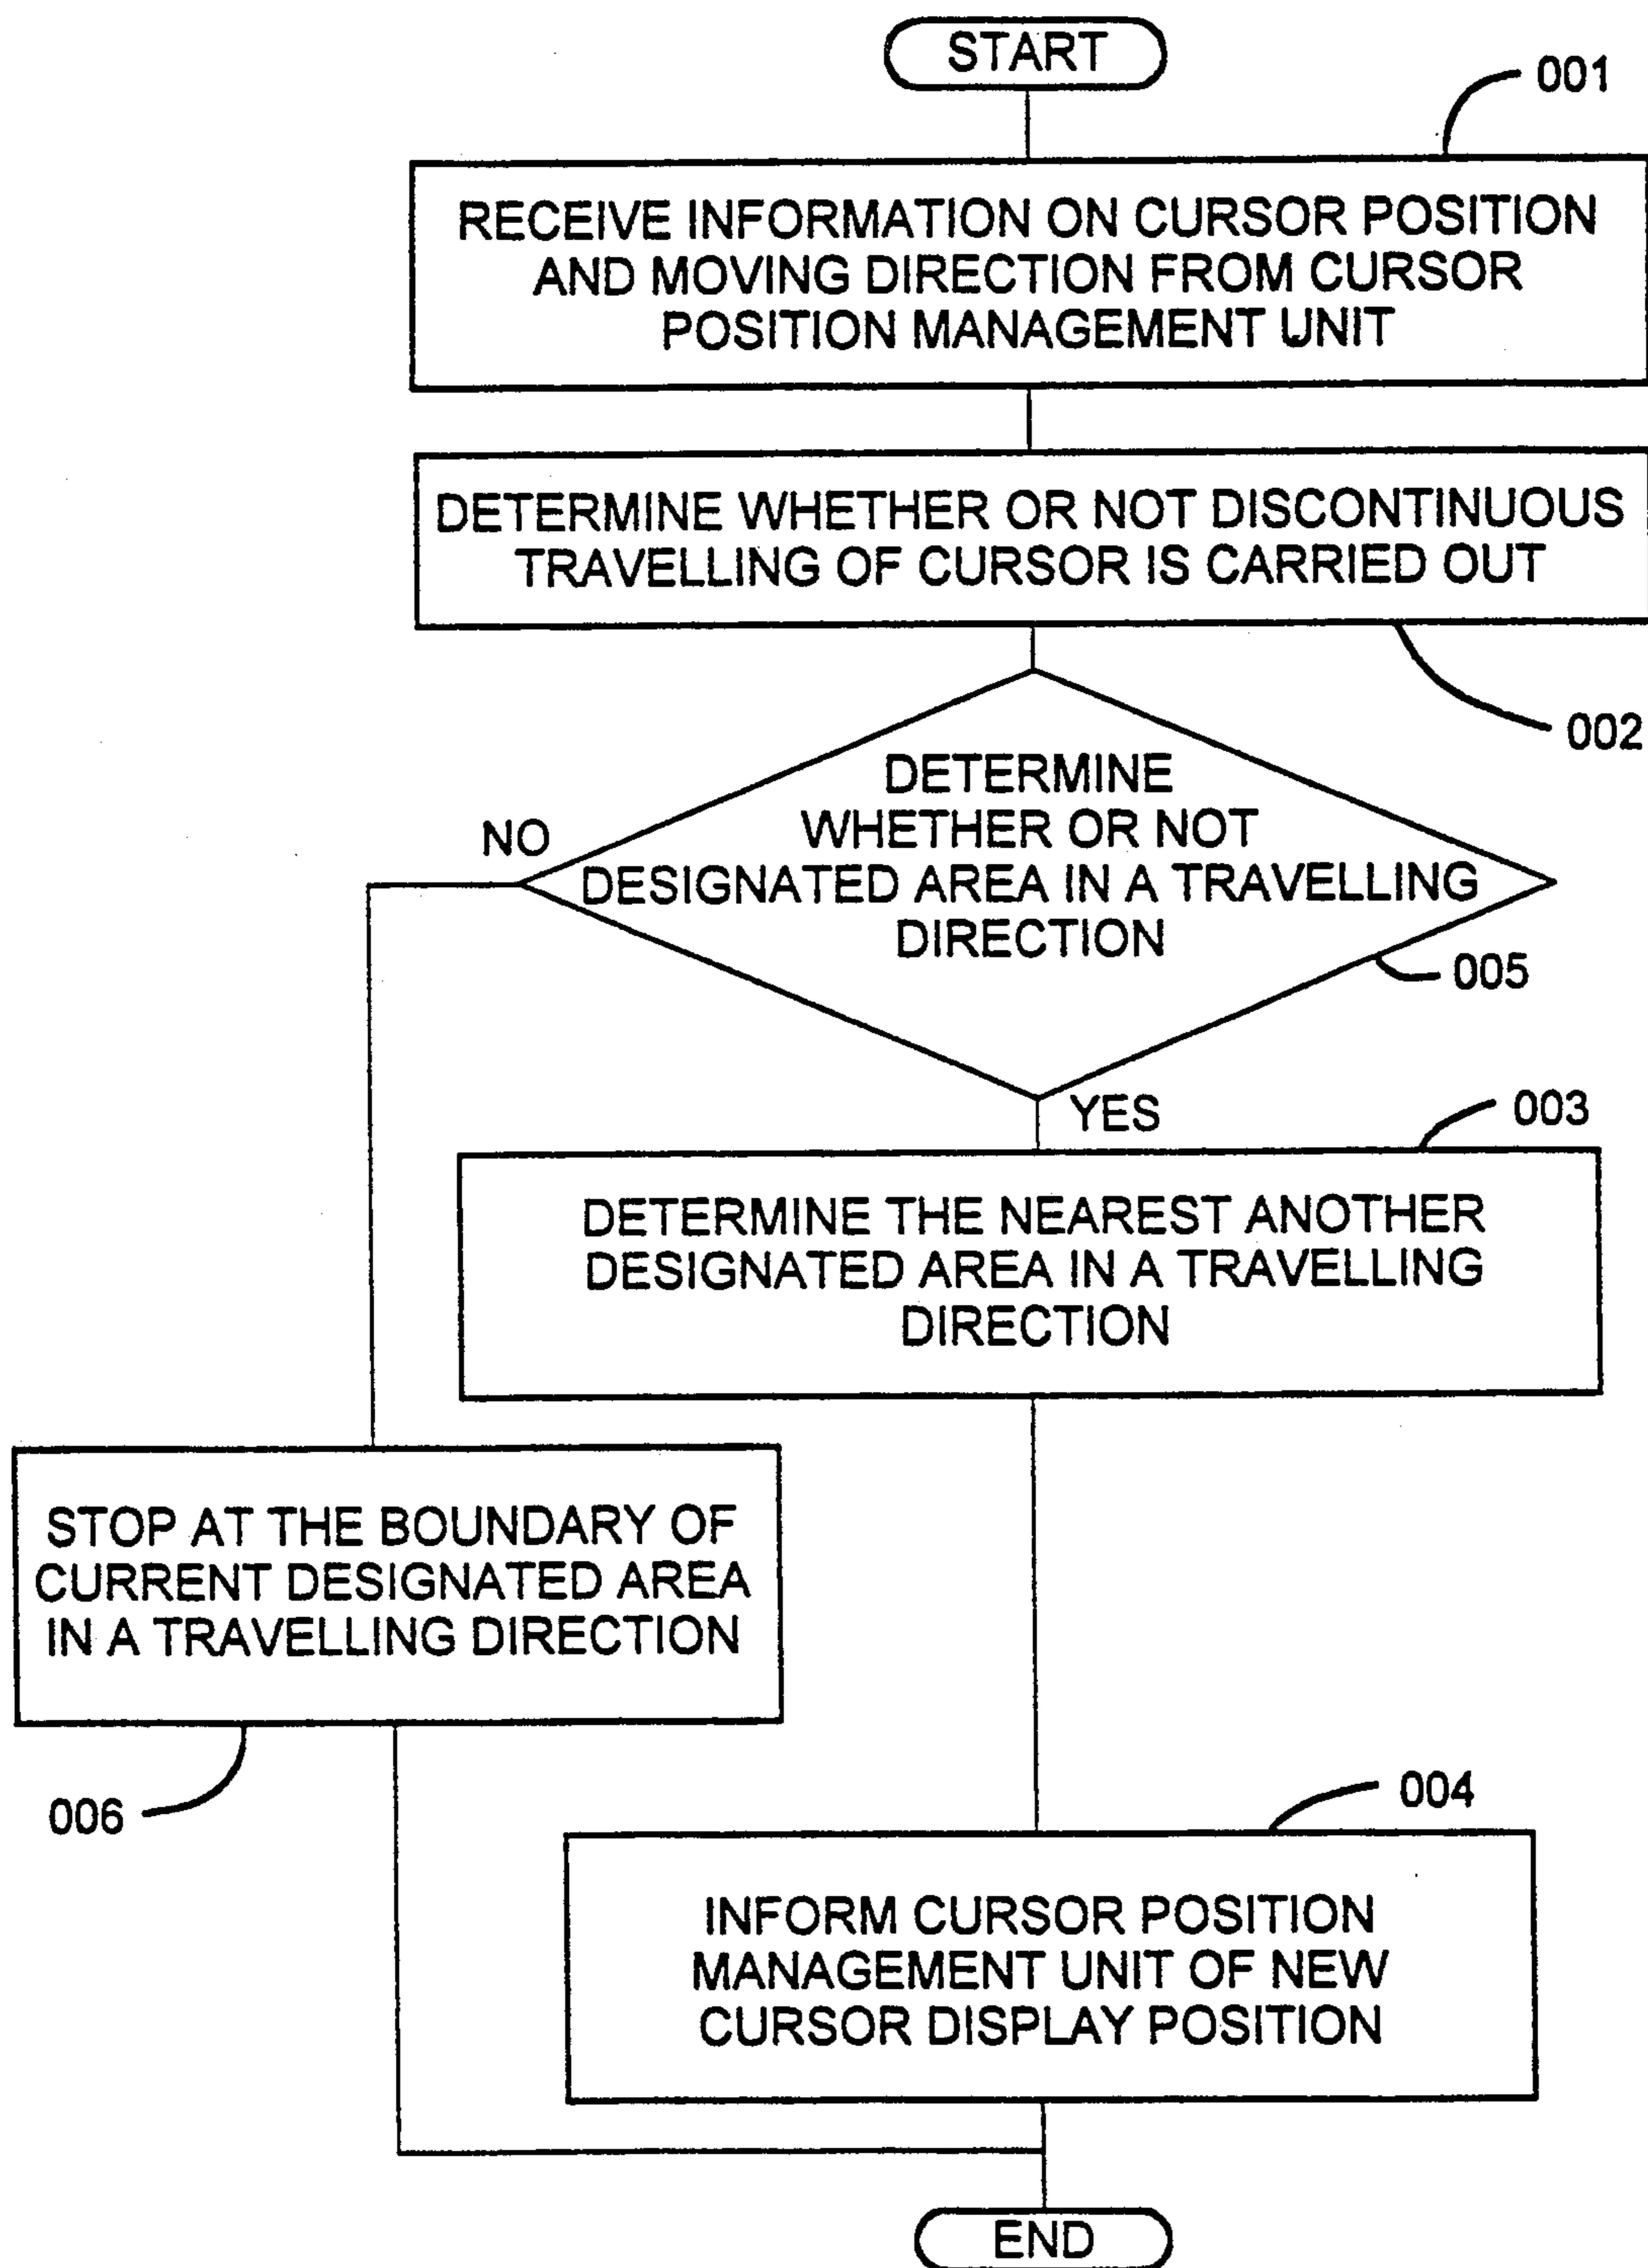 START
001
RECEIVE INFORMATION ON CURSOR POSITION
AND MOVING DIRECTION FROM CURSOR
POSITION MANAGEMENT UNIT
DETERMINE WHETHER OR NOT DISCONTINUOUS
TRAVELLING OF CURSOR IS CARRIED OUT
002
DETERMINE
WHETHER OR NOT
DESIGNATED AREA IN A TRAVELLING
DIRECTION
NO
005
YES
003
DETERMINE THE NEAREST ANOTHER
DESIGNATED AREA IN A TRAVELLING
DIRECTION
STOP AT THE BOUNDARY OF
CURRENT DESIGNATED AREA
IN A TRAVELLING DIRECTION
006
004
INFORM CURSOR POSITION
MANAGEMENT UNIT OF NEW
CURSOR DISPLAY POSITION
END